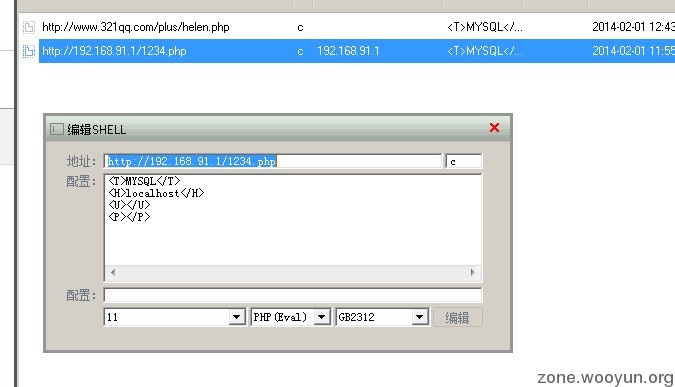 http://www.321qq.com/plus/helen.php c <T>MYSQL</... 2014-02-01 12:43
http://192.168.91.1/1234.php c 192.168.91.1 <T>MYSQL</... 2014-02-01 11:55
编辑SHELL
地址: http://192.168.91.1/1234.php c
配置: <T>MYSQL</T>
<H>localhost</H>
<U></U>
<P></P>
配置:
11 PHP(Eval) GB2312 编辑
zone.wooyun.org